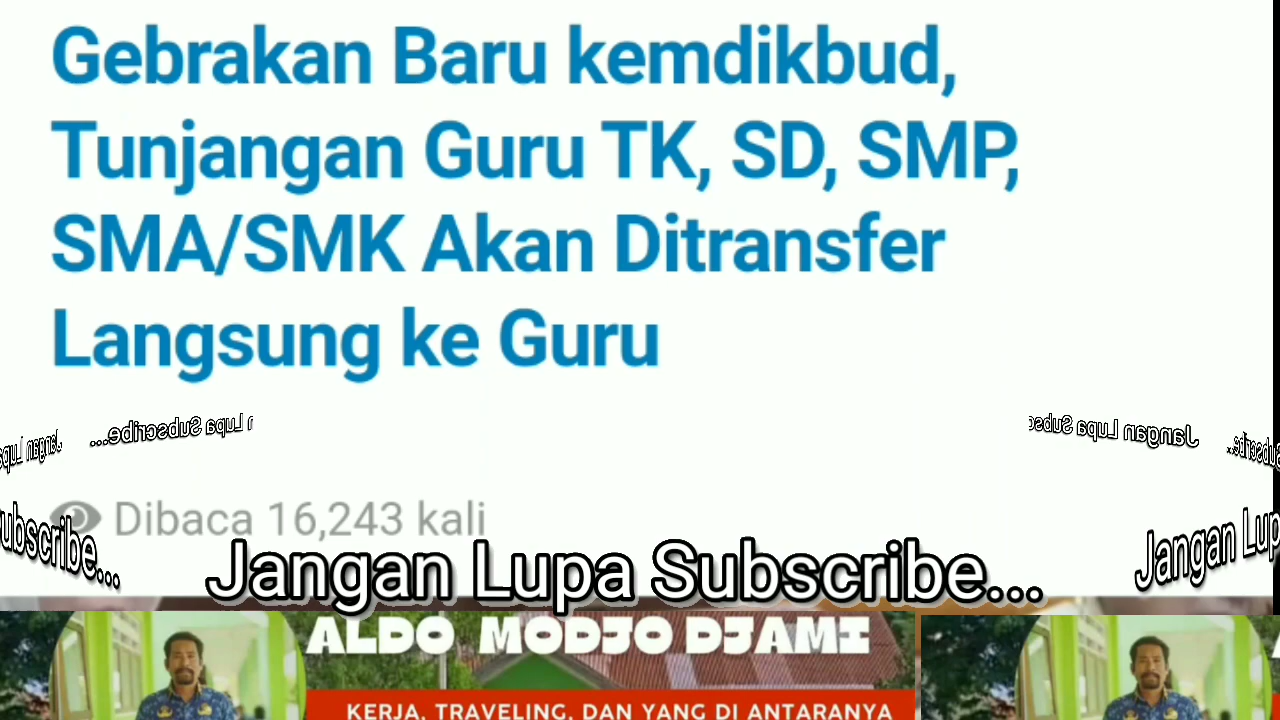 Gebrakan Baru kemdikbud,
Tunjangan Guru TK, SD, SMP,
SMA/SMK Akan Ditransfer
Langsung ke Guru
Dibaca 16,243 kali
Jangan Lupa Subscribe...
ALDO MODJO DJAMI
KERJA, TRAVELING, DAN YANG DI ANTARANYA